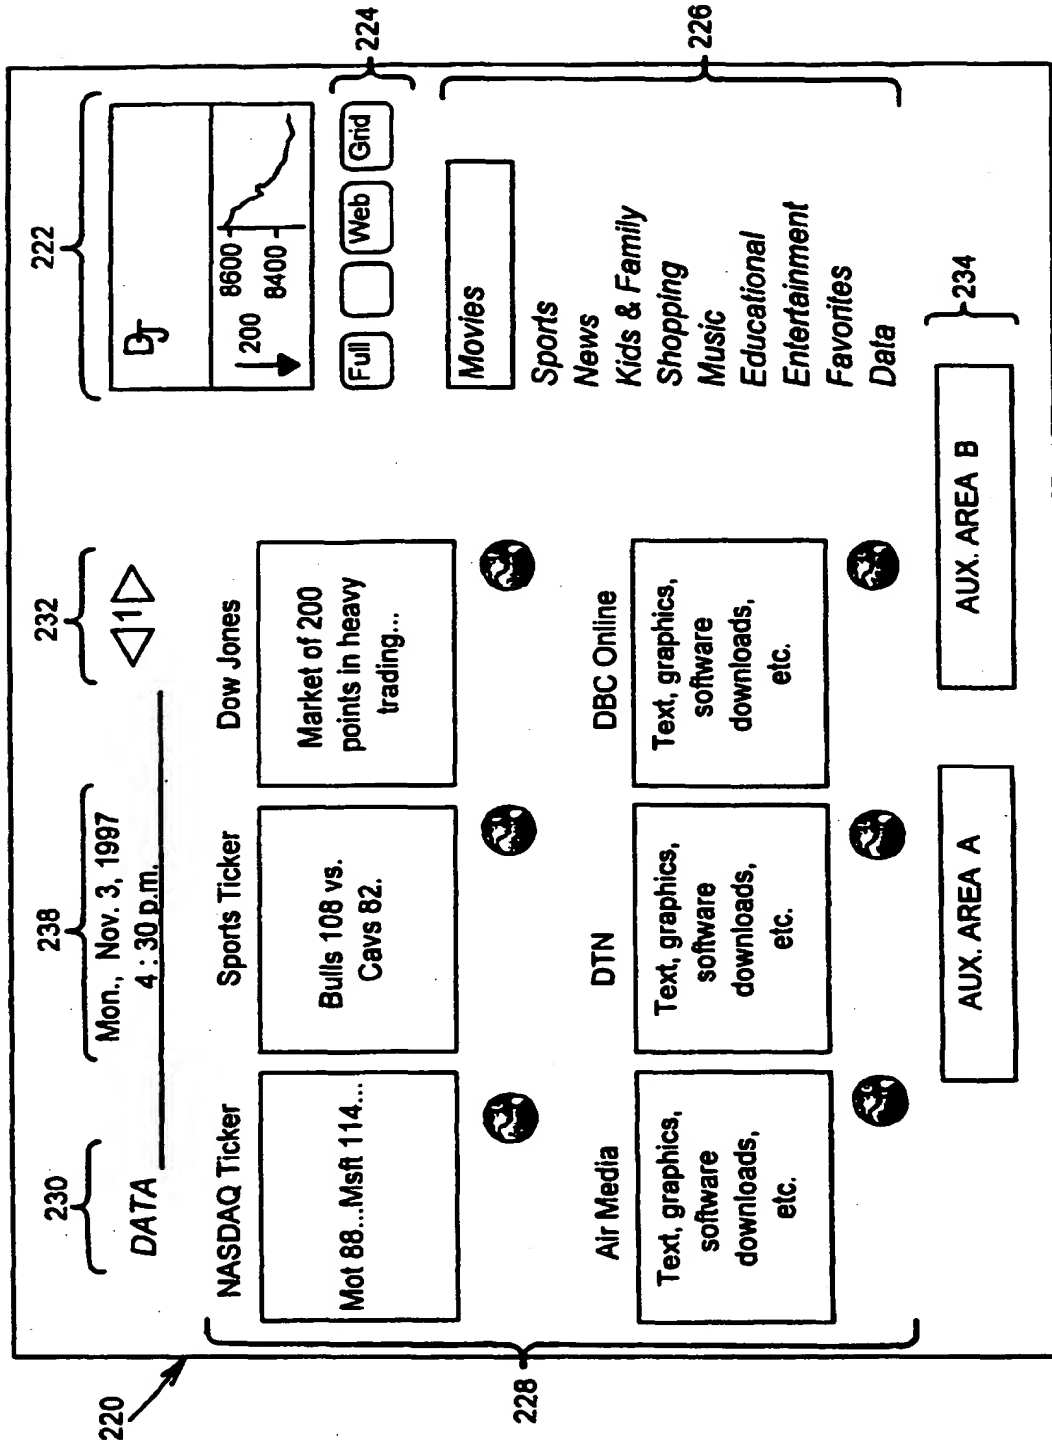 220
230
238
232
222
DATA
Mon., Nov. 3, 1997
4 : 30 p.m.
1
DJ
200
8600
8400
Full
Web
Grid
224
NASDAQ Ticker
Sports Ticker
Dow Jones
Mot 88...Msft 114...
Bulls 108 vs.
Cavs 82.
Market of 200
points in heavy
trading...
Movies
Sports
News
Kids & Family
Shopping
Music
Educational
Entertainment
Favorites
Data
226
228
Air Media
DTN
DBC Online
Text, graphics,
software
downloads,
etc.
Text, graphics,
software
downloads,
etc.
Text, graphics,
software
downloads,
etc.
AUX. AREA A
AUX. AREA B
234